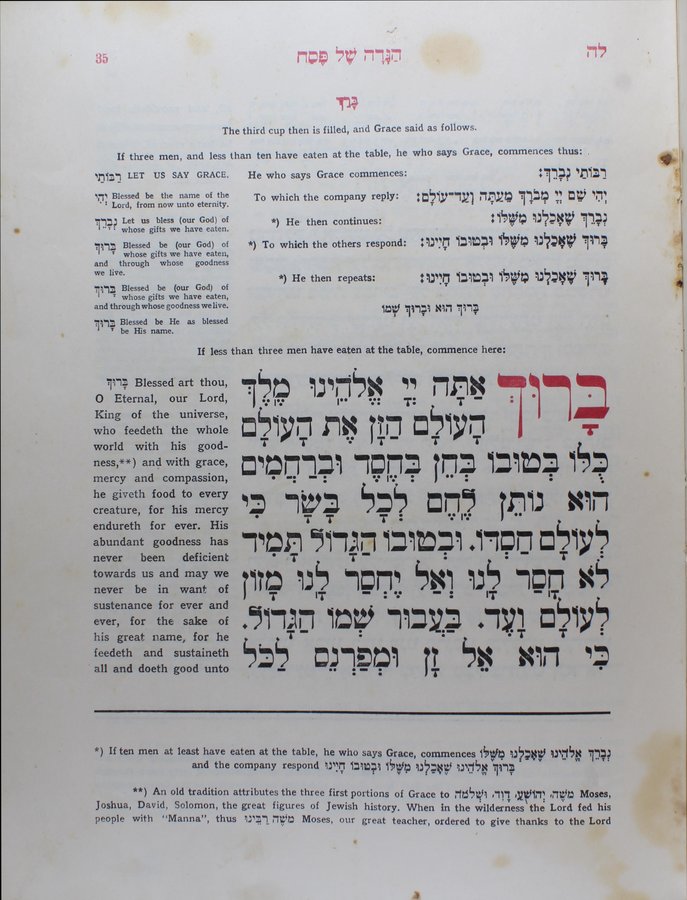 35 הַגָּדָה שֶׁל פֶּסַח לה
בָּרֵךְ
The third cup then is filled, and Grace said as follows.
If three men, and less than ten have eaten at the table, he who says Grace, commences thus:
רַבּוֹתַי LET US SAY GRACE.
יְהִי Blessed be the name of the
Lord, from now unto eternity.
נְבָרֵךְ Let us bless (our God) of
whose gifts we have eaten.
בָּרוּךְ Blessed be (our God) of
whose gifts we have eaten,
and through whose goodness
we live.
בָּרוּךְ Blessed be (our God) of
whose gifts we have eaten,
and through whose goodness we live.
בָּרוּךְ Blessed be He as blessed
be His name.
He who says Grace commences: רַבּוֹתַי נְבָרֵךְ:
To which the company reply: יְהִי שֵׁם יְיָ מְבֹרָךְ מֵעַתָּה וְעַד־עוֹלָם:
*) He then continues: נְבָרֵךְ שֶׁאָכַלְנוּ מִשֶּׁלּוֹ:
*) To which the others respond: בָּרוּךְ שֶׁאָכַלְנוּ מִשֶּׁלּוֹ וּבְטוּבוֹ חָיִינוּ:
*) He then repeats: בָּרוּךְ שֶׁאָכַלְנוּ מִשֶּׁלּוֹ וּבְטוּבוֹ חָיִינוּ:
בָּרוּךְ הוּא וּבָרוּךְ שְׁמוֹ
If less than three men have eaten at the table, commence here:
בָּרוּךְ Blessed art thou,
O Eternal, our Lord,
King of the universe,
who feedeth the whole
world with his good-
ness,**) and with grace,
mercy and compassion,
he giveth food to every
creature, for his mercy
endureth for ever. His
abundant goodness has
never been deficient
towards us and may we
never be in want of
sustenance for ever and
ever, for the sake of
his great name, for he
feedeth and sustaineth
all and doeth good unto
בָּרוּךְ אַתָּה יְיָ אֱלֹהֵינוּ מֶלֶךְ
הָעוֹלָם הַזָּן אֶת הָעוֹלָם
כֻּלּוֹ בְּטוּבוֹ בְּחֵן בְּחֶסֶד וּבְרַחֲמִים
הוּא נוֹתֵן לֶחֶם לְכָל בָּשָׂר כִּי
לְעוֹלָם חַסְדּוֹ. וּבְטוּבוֹ הַגָּדוֹל תָּמִיד
לֹא חָסַר לָנוּ וְאַל יֶחְסַר לָנוּ מָזוֹן
לְעוֹלָם וָעֶד. בַּעֲבוּר שְׁמוֹ הַגָּדוֹל.
כִּי הוּא אֵל זָן וּמְפַרְנֵס לַכֹּל
*) If ten men at least have eaten at the table, he who says Grace, commences נְבָרֵךְ אֱלֹהֵינוּ שֶׁאָכַלְנוּ מִשֶּׁלּוֹ
and the company respond בָּרוּךְ אֱלֹהֵינוּ שֶׁאָכַלְנוּ מִשֶּׁלּוֹ וּבְטוּבוֹ חָיִינוּ
**) An old tradition attributes the three first portions of Grace to מֹשֶׁה, יְהוֹשֻׁעַ, דָּוִד, וּשְׁלֹמֹה Moses,
Joshua, David, Solomon, the great figures of Jewish history. When in the wilderness the Lord fed his
people with "Manna", thus מֹשֶׁה רַבֵּינוּ Moses, our great teacher, ordered to give thanks to the Lord